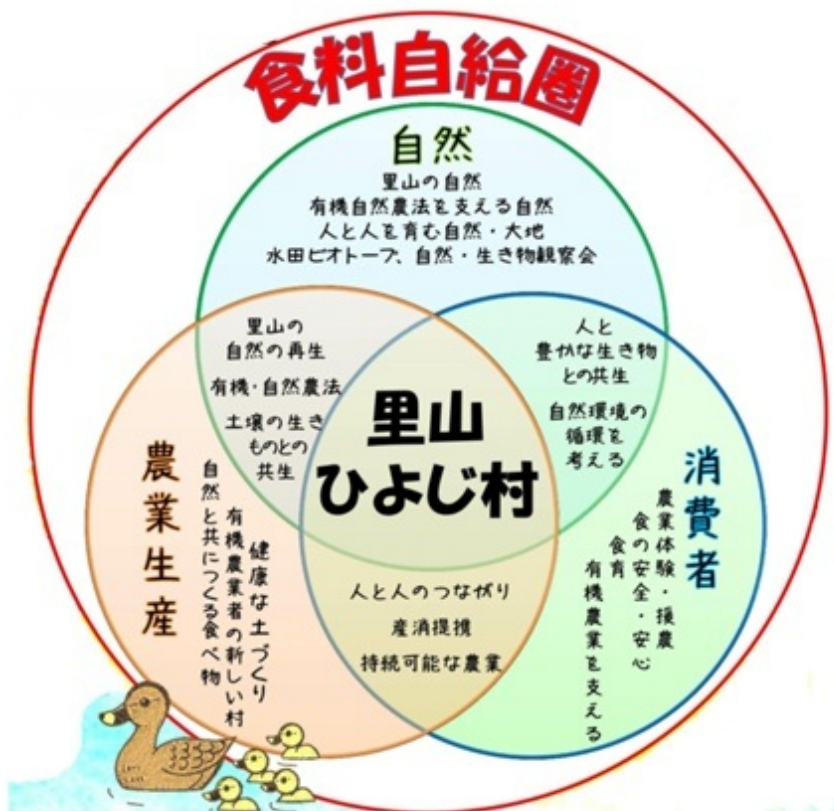 食料自給圏
自然
里山の自然
有機自然農法を支える自然
人と人を育む自然・大地
水田ビオトープ、自然・生き物観察会
里山の
自然の再生
有機・自然農法
土壌の生き
ものとの
共生
人と
豊かな生き物
との共生
自然環境の
循環を
考える
里山
ひよじ村
農業生産
健康な土づくり
有機農業者の新しい村
自然と共につくる食べ物
消費者
農業体験・援農
食の安全・安心
食育
有機農業を支える
人と人のつながり
産消提携
持続可能な農業